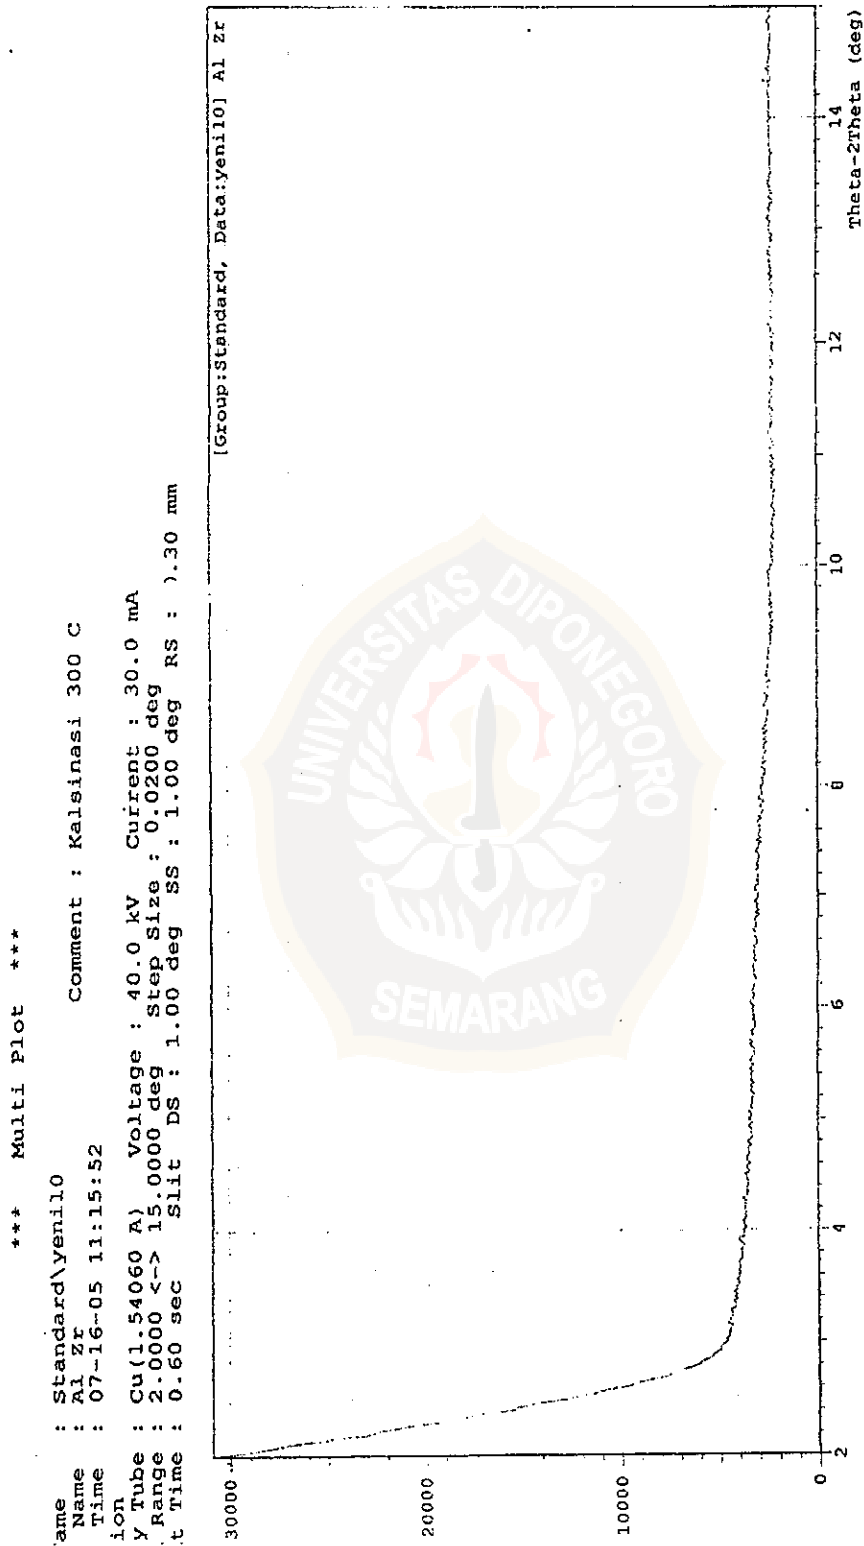 *** Multi Plot ***
ame : Standard\yeni10
Name : Al Zr Comment : Kalsinasi 300 C
Time : 07-16-05 11:15:52
ion
y Tube : Cu(1.54060 A) Voltage : 40.0 kV Current : 30.0 mA
Range : 2.0000 <-> 15.0000 deg Step Size : 0.0200 deg
t Time : 0.60 sec Slit DS : 1.00 deg SS : 1.00 deg RS : ).30 mm
[Group:Standard, Data:yeni10] Al Zr
30000
20000
10000
0
2 4 6 8 10 12 14
Theta-2Theta (deg)
UNIVERSITAS DIPONEGORO
SEMARANG